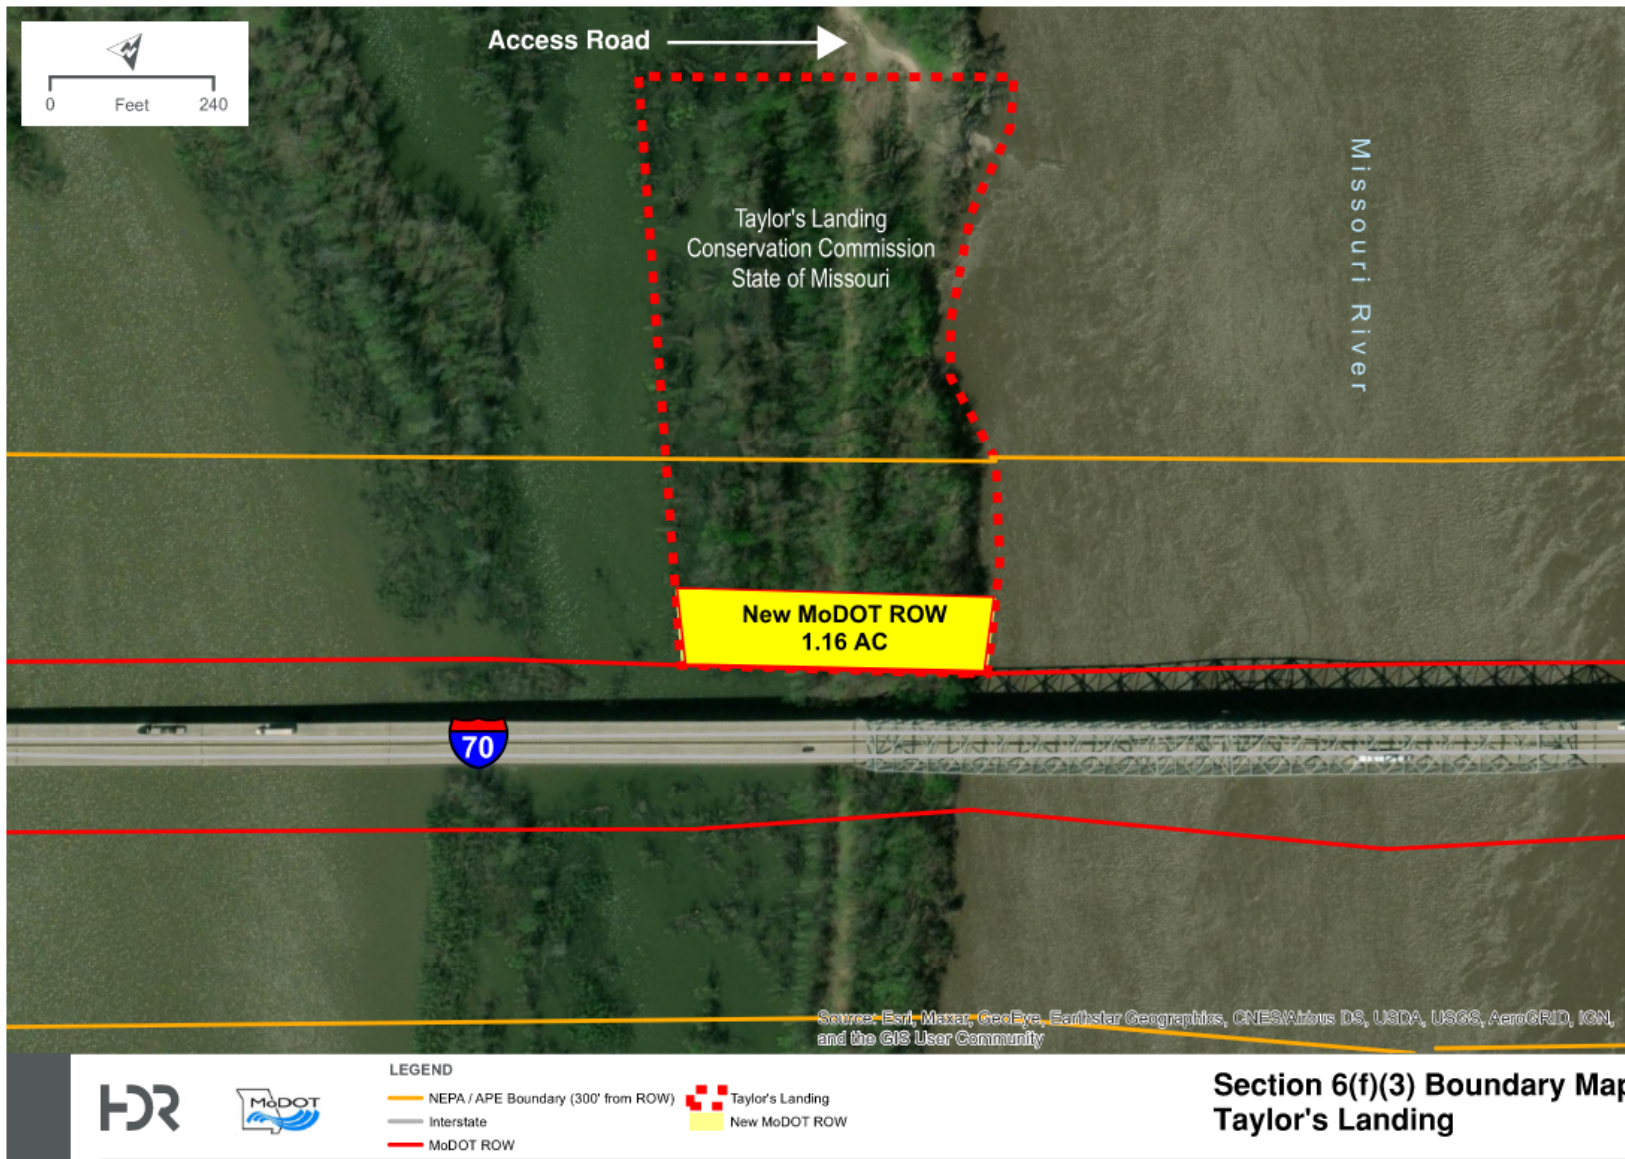 Access Road
0 Feet 240
Taylor's Landing
Conservation Commission
State of Missouri
Missouri River
New MoDOT ROW
1.16 AC
70
Source: Esri, Maxar, GeoEye, Earthstar Geographics, CNES/Airbus DS, USDA, USGS, AeroGRID, IGN,
and the GIS User Community
HDR
MoDOT
LEGEND
NEPA / APE Boundary (300' from ROW)
Interstate
MoDOT ROW
Taylor's Landing
New MoDOT ROW
Section 6(f)(3) Boundary Map
Taylor's Landing